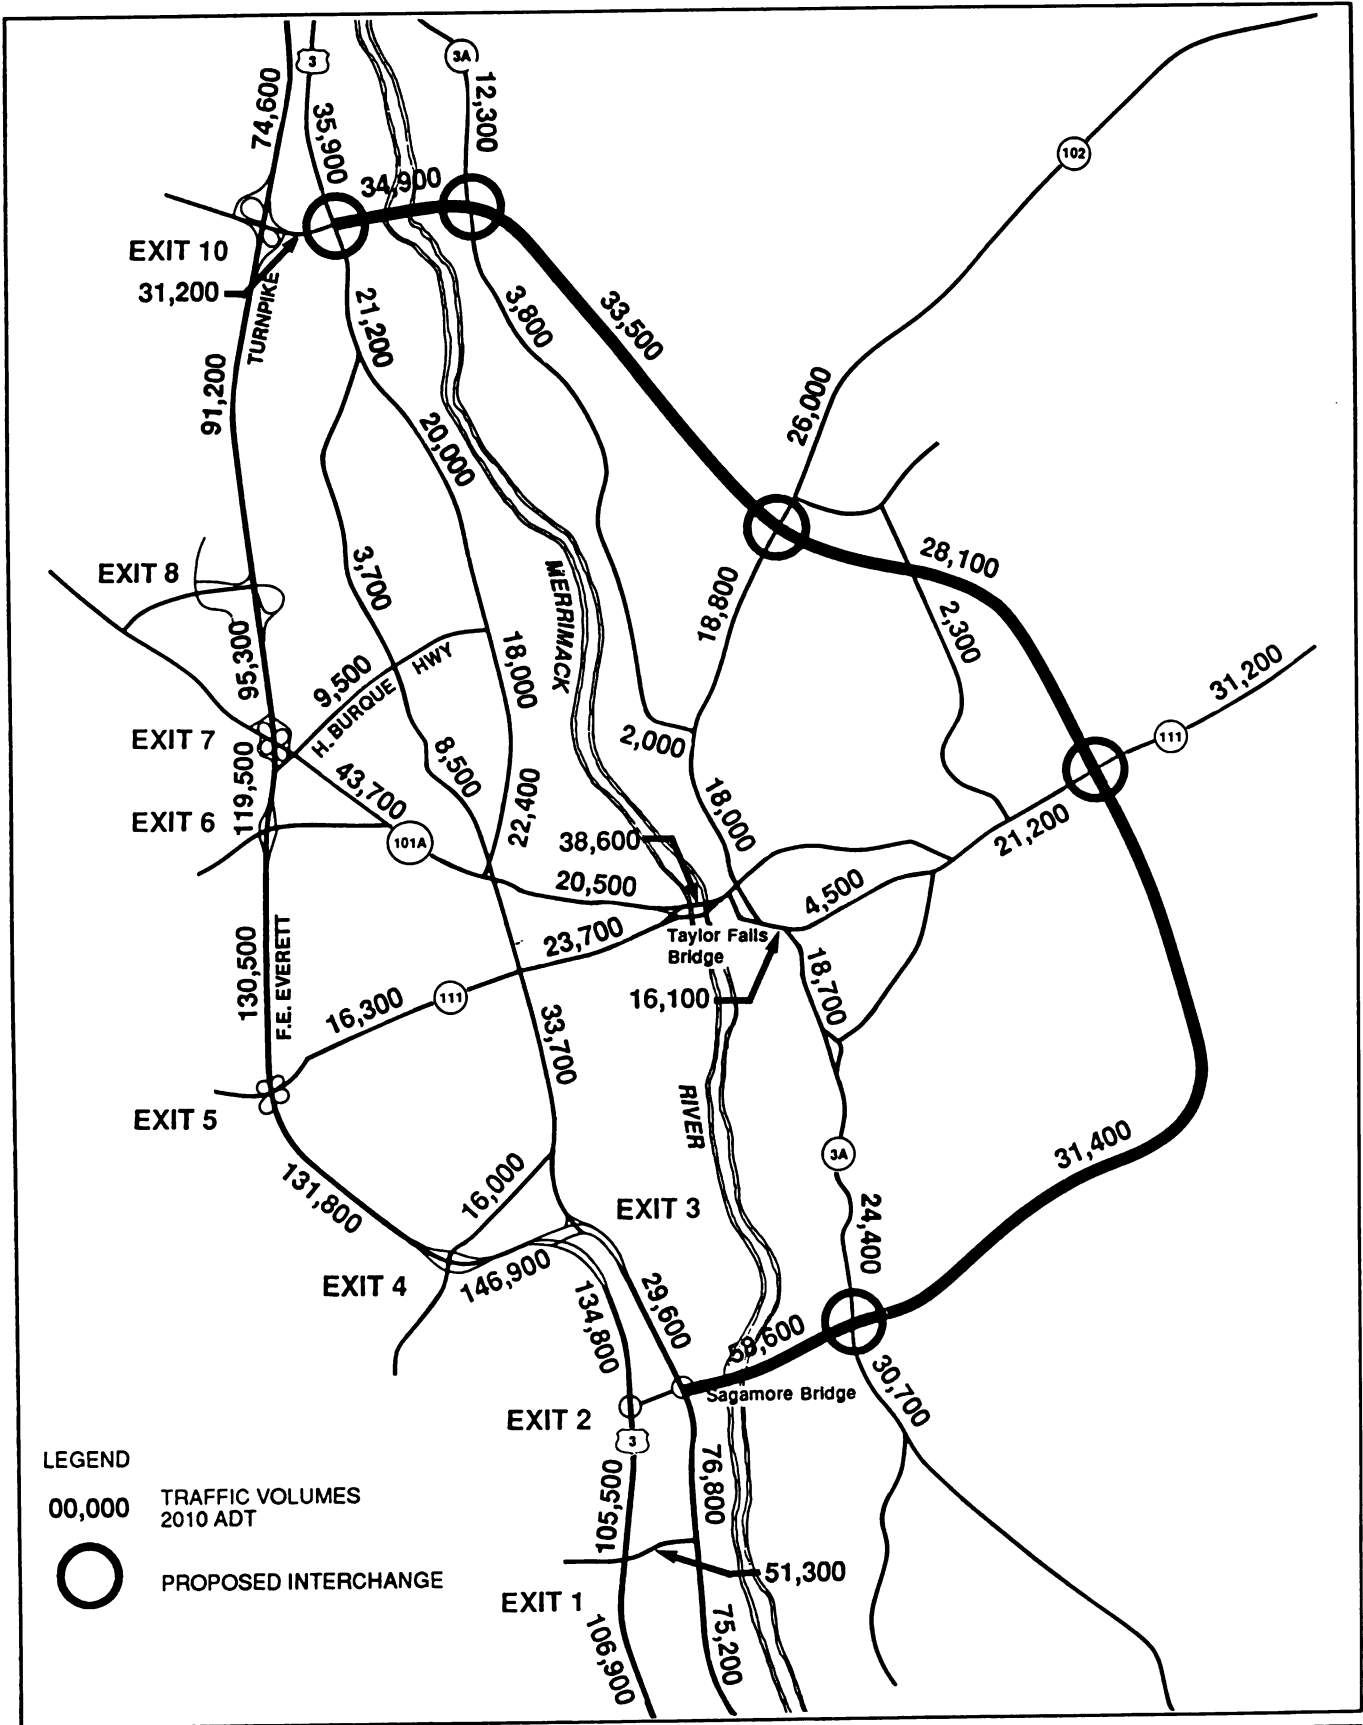 3
3A
12,300
74,600
35,900
102
34,900
EXIT 10
31,200
TURNPIKE
21,200
3,800
33,500
91,200
26,000
20,000
EXIT 8
3,700
MERRIMACK
28,100
18,800
2,300
95,300
9,500
H. BURQUE HWY
18,000
31,200
EXIT 7
2,000
111
119,500
43,700
8,500
22,400
18,000
EXIT 6
101A
38,600
21,200
20,500
4,500
23,700
Taylor Falls
Bridge
130,500
F.E. EVERETT
16,300
111
16,100
18,700
33,700
EXIT 5
RIVER
3A
31,400
131,800
16,000
EXIT 3
24,400
EXIT 4
146,900
134,800
29,600
58,600
30,700
Sagamore Bridge
EXIT 2
3
LEGEND
00,000
TRAFFIC VOLUMES
2010 ADT
PROPOSED INTERCHANGE
105,500
76,800
51,300
EXIT 1
106,900
75,200